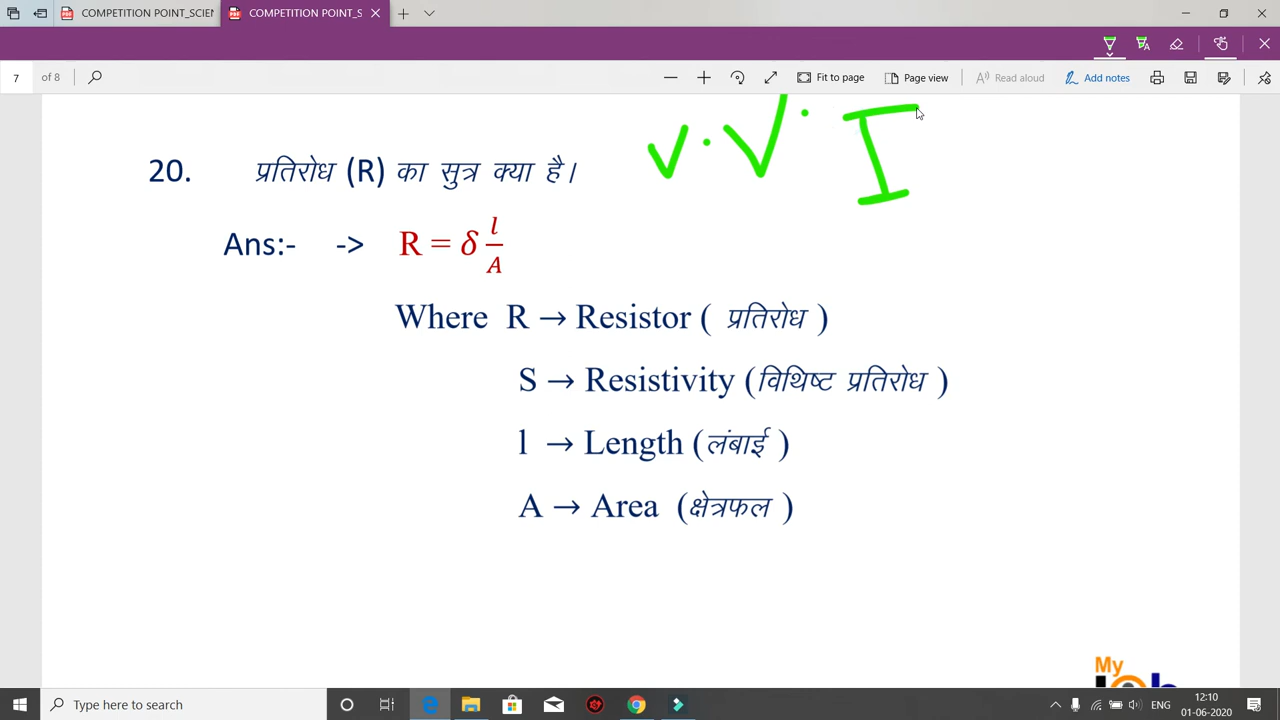 COMPETITION POINT_SCIEN
COMPETITION POINT_S
7 of 8
Fit to page
Page view
Read aloud
Add notes
V . V . I
20. प्रतिरोध (R) का सुत्र क्या है।
Ans:- -> R = δ l/A
Where R → Resistor ( प्रतिरोध )
S → Resistivity (विथिष्ट प्रतिरोध )
l → Length (लंबाई )
A → Area (क्षेत्रफल )
My
Type here to search
ENG
12:10
01-06-2020